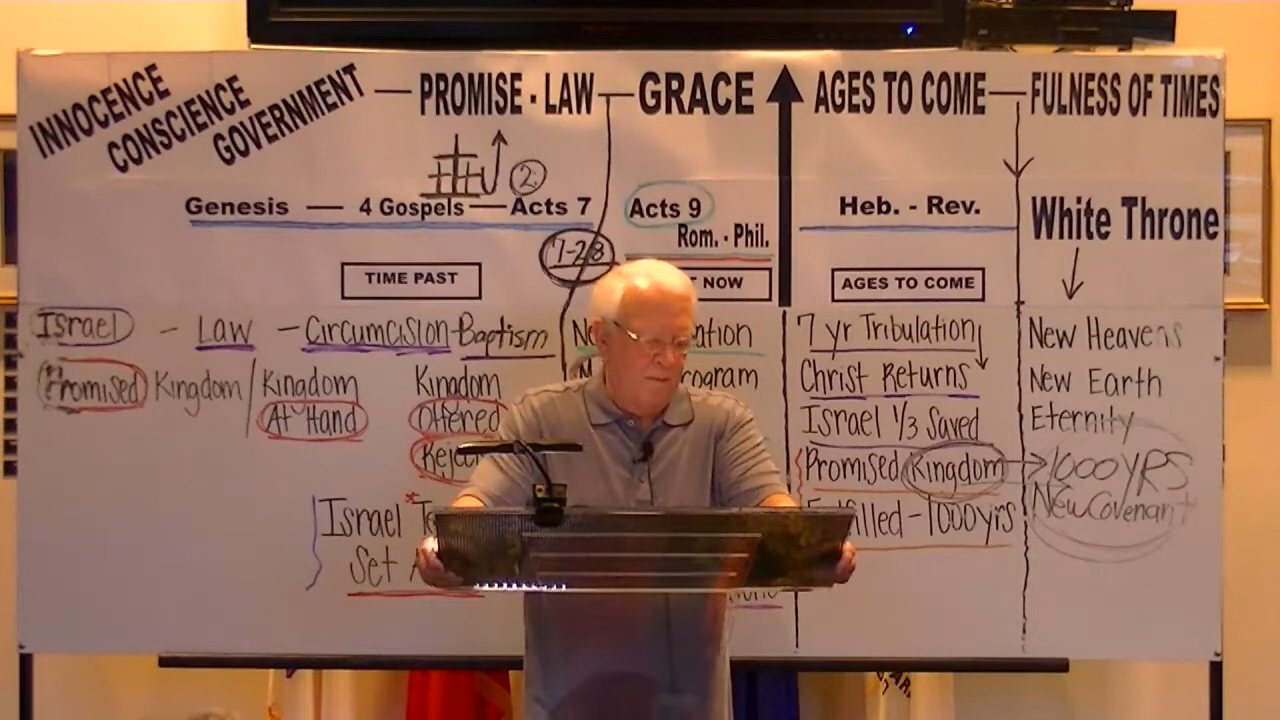 INNOCENCE
CONSCIENCE
GOVERNMENT — PROMISE - LAW — GRACE AGES TO COME — FULNESS OF TIMES
2
Genesis — 4 Gospels — Acts 7 Acts 9 Heb. - Rev. White Throne
Rom. - Phil.
7-28
TIME PAST NOW AGES TO COME
Israel - Law - Circumcision - Baptism 7 yr Tribulation New Heavens
Promised Kingdom / Kingdom Kingdom Christ Returns New Earth
At Hand Offered Israel 1/3 Saved Eternity
Promised Kingdom → 1000 YRS
Israel 1000yrs New Covenant
Set